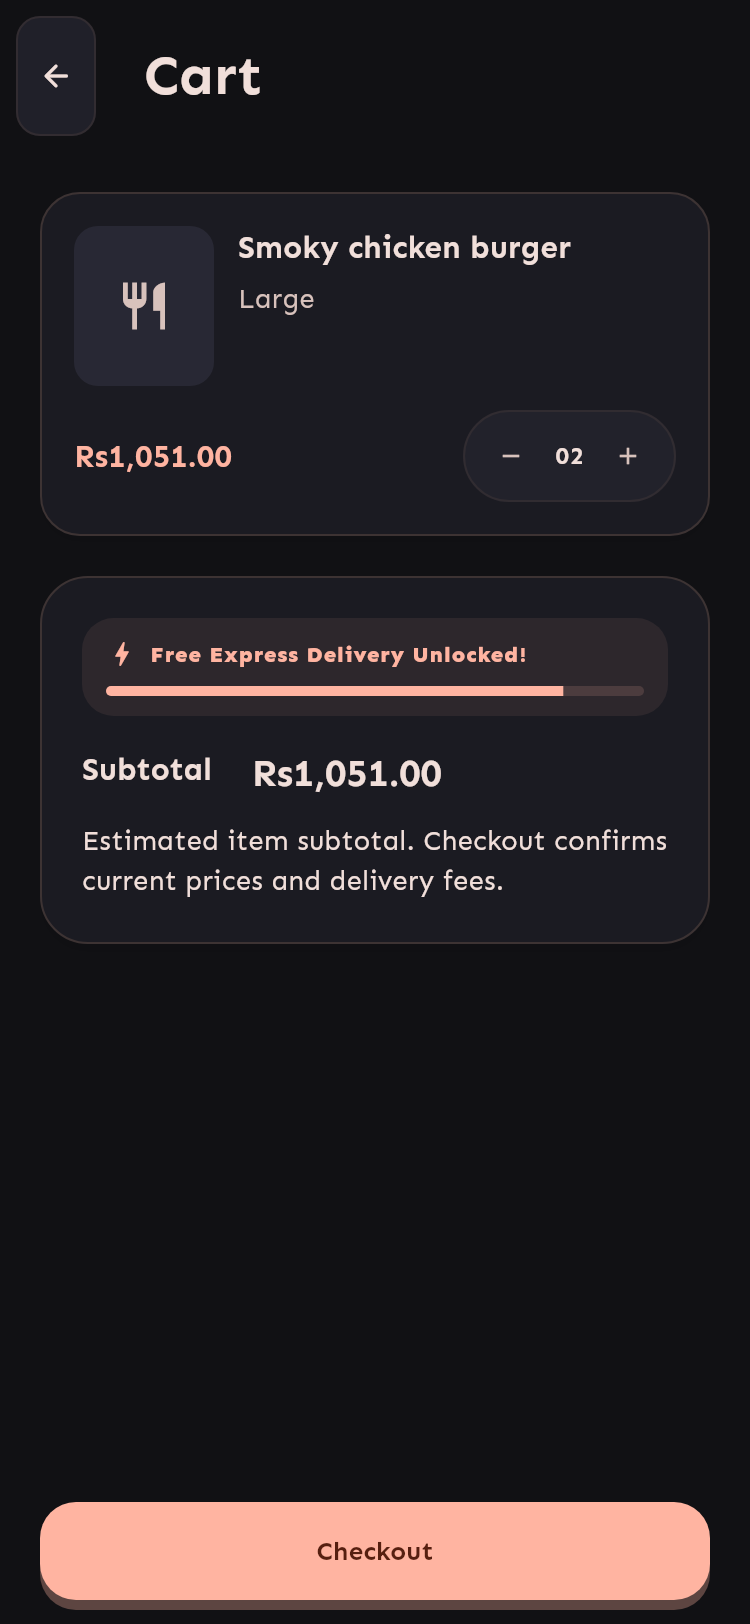 Cart
Smoky chicken burger
Large
Rs1,051.00
− 02 +
Free Express Delivery Unlocked!
Subtotal Rs1,051.00
Estimated item subtotal. Checkout confirms
current prices and delivery fees.
Checkout